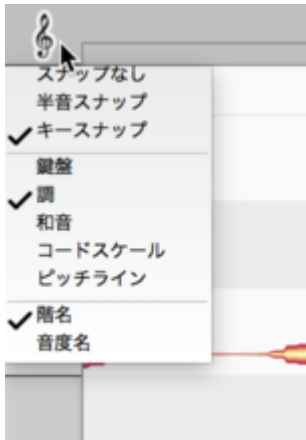 スナップなし
半音スナップ
キースナップ
鍵盤
調
和音
コードスケール
ピッチライン
階名
音度名